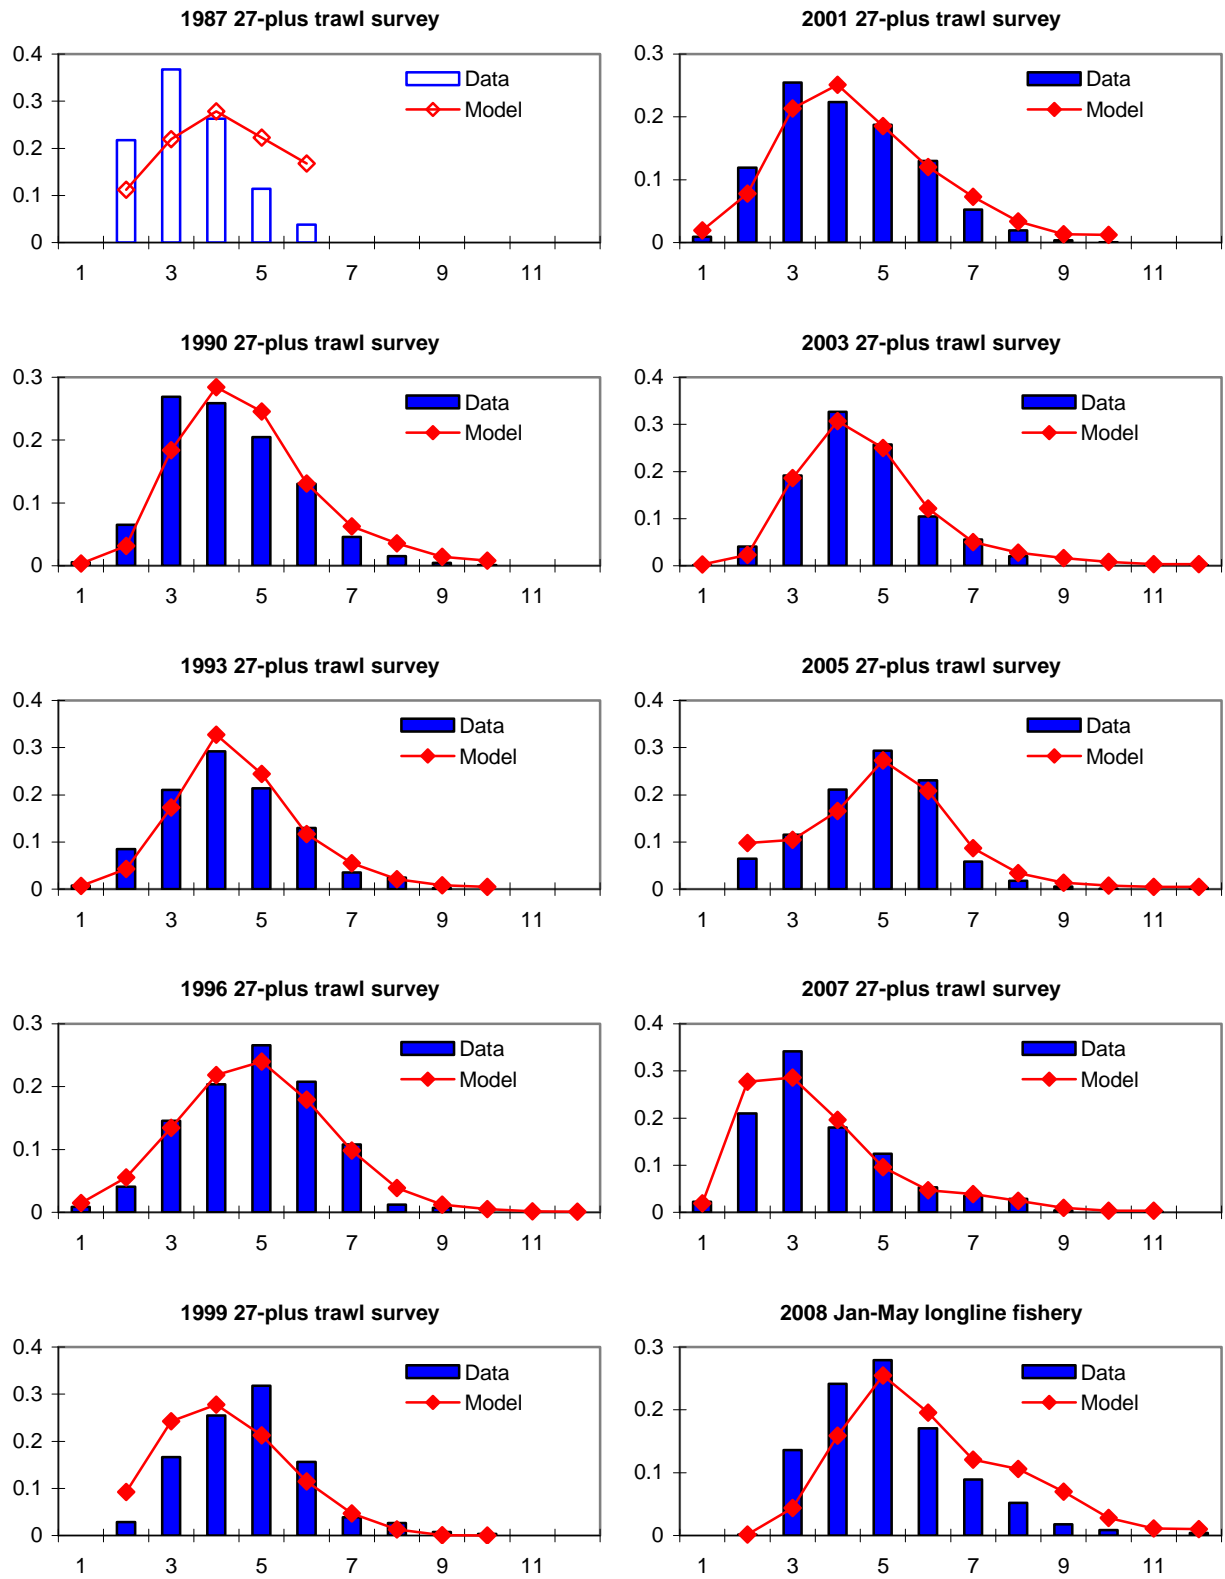 1987 27-plus trawl survey
0.4
0.3
0.2
0.1
0
Data
Model
1 3 5 7 9 11
2001 27-plus trawl survey
0.3
0.2
0.1
0
Data
Model
1 3 5 7 9 11
1990 27-plus trawl survey
0.3
0.2
0.1
0
Data
Model
1 3 5 7 9 11
2003 27-plus trawl survey
0.4
0.3
0.2
0.1
0
Data
Model
1 3 5 7 9 11
1993 27-plus trawl survey
0.4
0.3
0.2
0.1
0
Data
Model
1 3 5 7 9 11
2005 27-plus trawl survey
0.4
0.3
0.2
0.1
0
Data
Model
1 3 5 7 9 11
1996 27-plus trawl survey
0.3
0.2
0.1
0
Data
Model
1 3 5 7 9 11
2007 27-plus trawl survey
0.4
0.3
0.2
0.1
0
Data
Model
1 3 5 7 9 11
1999 27-plus trawl survey
0.4
0.3
0.2
0.1
0
Data
Model
1 3 5 7 9 11
2008 Jan-May longline fishery
0.3
0.2
0.1
0
Data
Model
1 3 5 7 9 11